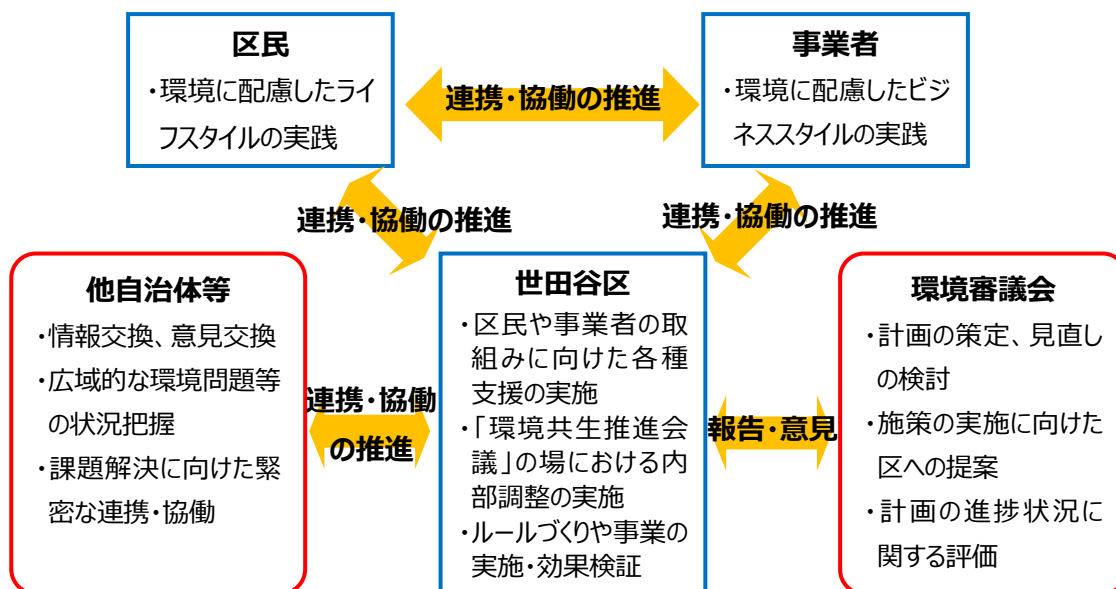 区民
・環境に配慮したライ
フスタイルの実践
連携・協働の推進
事業者
・環境に配慮したビジ
ネススタイルの実践
連携・協働の推進
連携・協働の推進
他自治体等
・情報交換、意見交換
・広域的な環境問題等
の状況把握
・課題解決に向けた緊
密な連携・協働
連携・協働
の推進
世田谷区
・区民や事業者の取
組みに向けた各種
支援の実施
・「環境共生推進会
議」の場における内
部調整の実施
・ルールづくりや事業の
実施・効果検証
報告・意見
環境審議会
・計画の策定、見直し
の検討
・施策の実施に向けた
区への提案
・計画の進捗状況に
関する評価